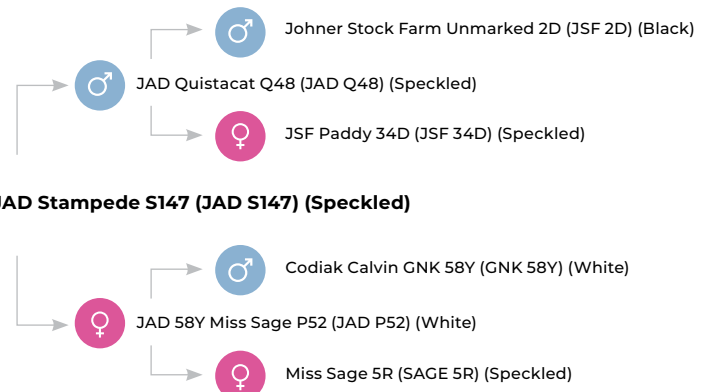 Johner Stock Farm Unmarked 2D (JSF 2D) (Black)
JAD Quistacat Q48 (JAD Q48) (Speckled)
JSF Paddy 34D (JSF 34D) (Speckled)
JAD Stampede S147 (JAD S147) (Speckled)
Codiak Calvin GNK 58Y (GNK 58Y) (White)
JAD 58Y Miss Sage P52 (JAD P52) (White)
Miss Sage 5R (SAGE 5R) (Speckled)